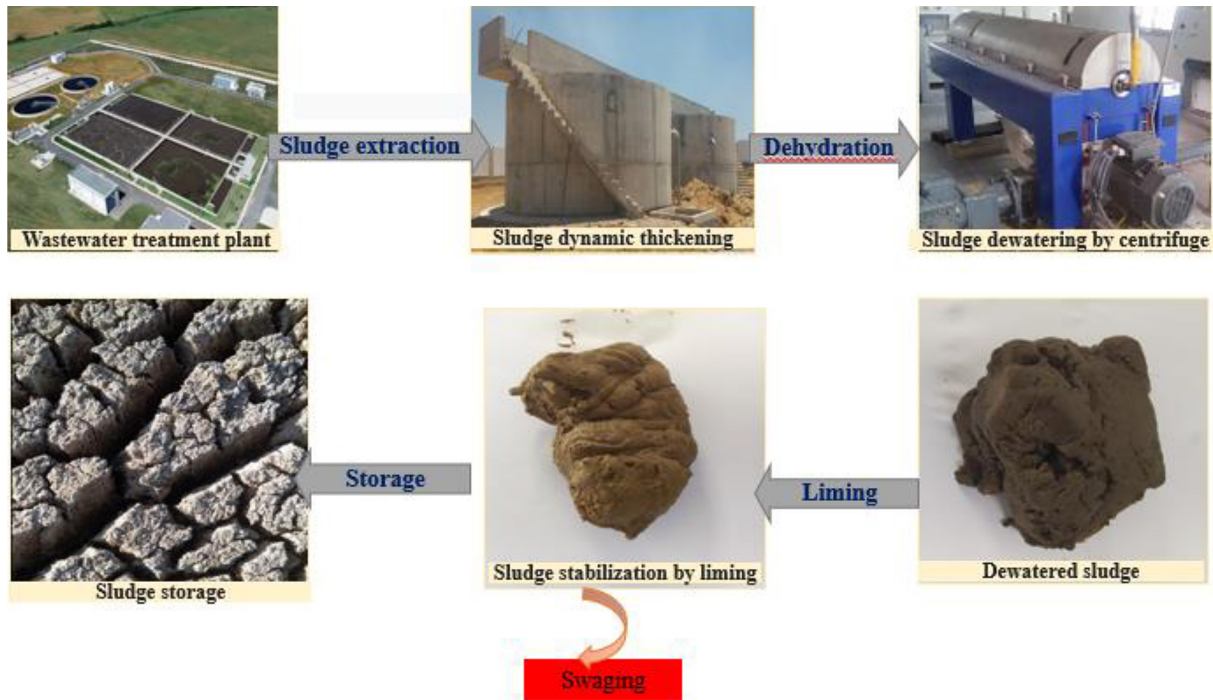 Sludge extraction
Dehydration
Wastewater treatment plant
Sludge dynamic thickening
Sludge dewatering by centrifuge
Storage
Liming
Sludge storage
Sludge stabilization by liming
Dewatered sludge
Swaging